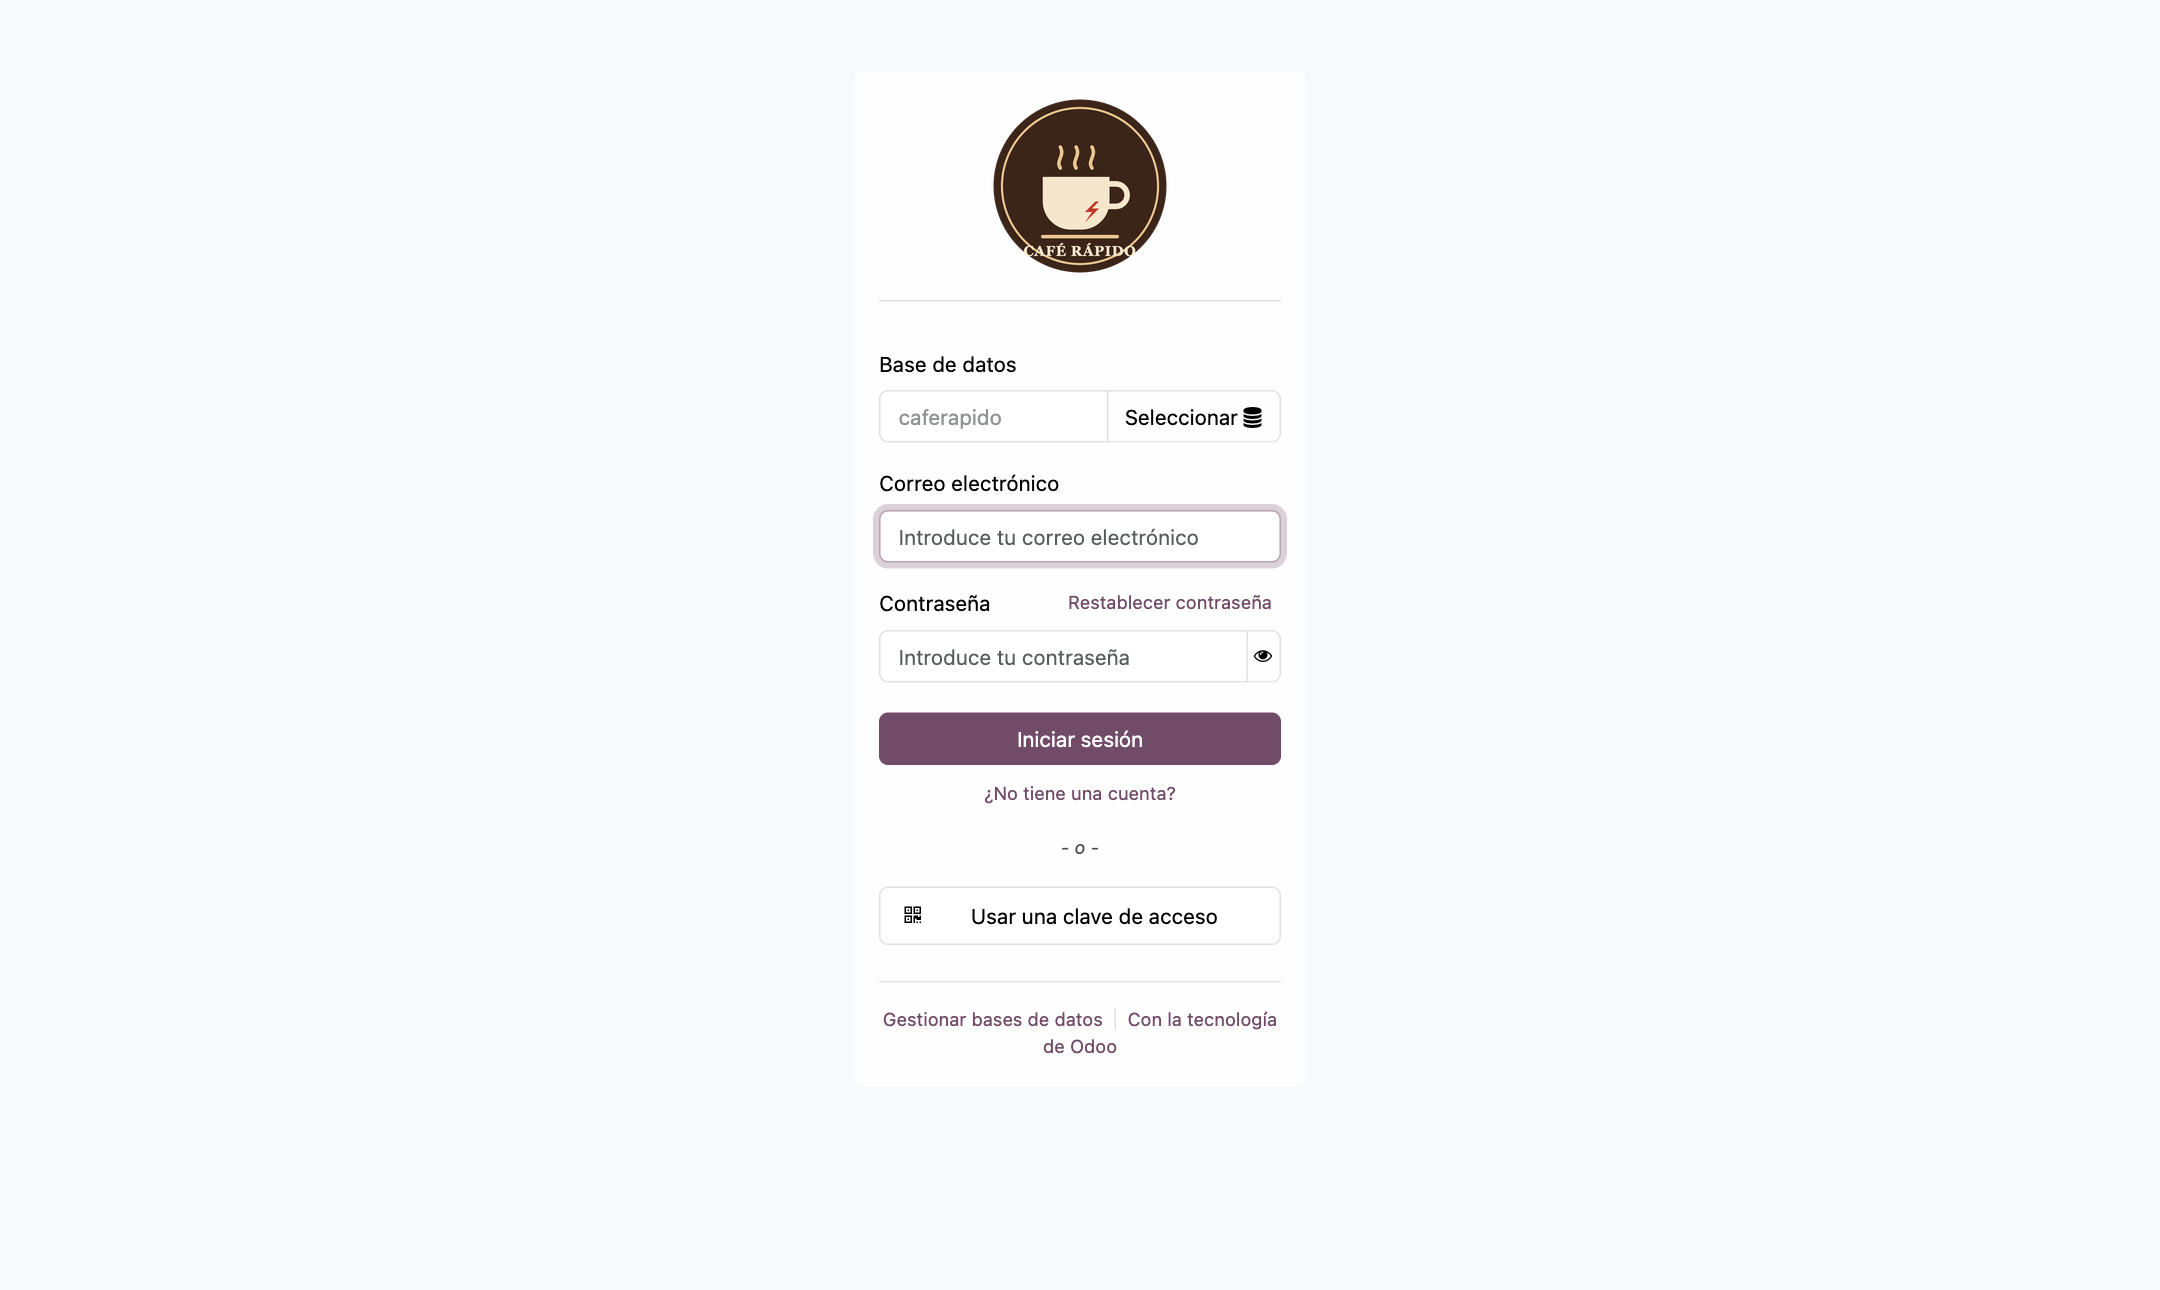 CAFÉ RÁPIDO
Base de datos
caferapido
Seleccionar
Correo electrónico
Introduce tu correo electrónico
Contraseña
Restablecer contraseña
Introduce tu contraseña
Iniciar sesión
¿No tiene una cuenta?
- o -
Usar una clave de acceso
Gestionar bases de datos
Con la tecnología
de Odoo